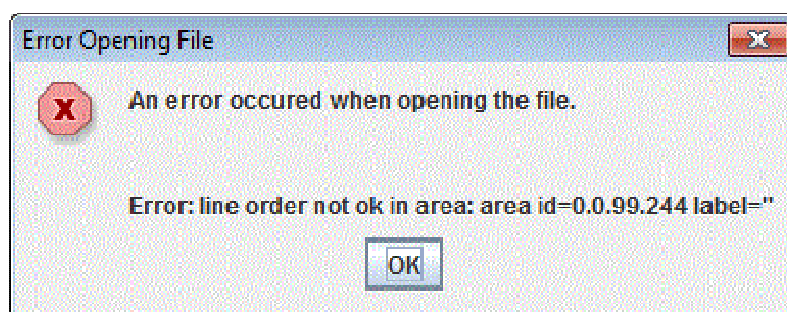 Error Opening File
An error occured when opening the file.
Error: line order not ok in area: area id=0.0.99.244 label="
OK